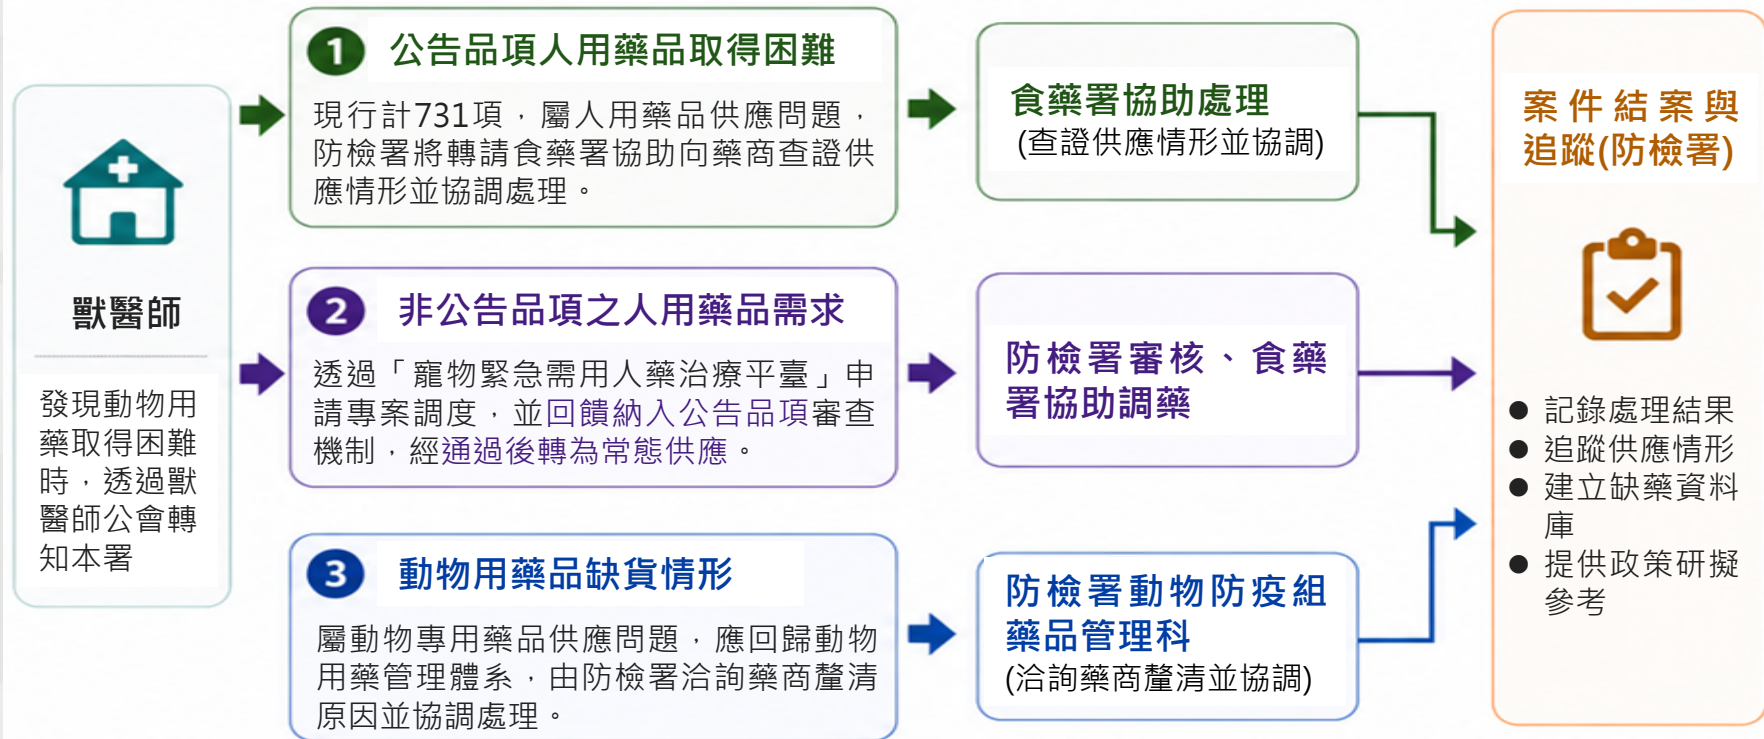 獸醫師
發現動物用
藥取得困難
時，透過獸
醫師公會轉
知本署
1 公告品項人用藥品取得困難
現行計731項，屬人用藥品供應問題，
防檢署將轉請食藥署協助向藥商查證供
應情形並協調處理。
食藥署協助處理
(查證供應情形並協調)
2 非公告品項之人用藥品需求
透過「寵物緊急需用人藥治療平臺」申
請專案調度，並回饋納入公告品項審查
機制，經通過後轉為常態供應。
防檢署審核、食藥
署協助調藥
3 動物用藥品缺貨情形
屬動物專用藥品供應問題，應回歸動物
用藥管理體系，由防檢署洽詢藥商釐清
原因並協調處理。
防檢署動物防疫組
藥品管理科
(洽詢藥商釐清並協調)
案件結案與
追蹤(防檢署)
● 記錄處理結果
● 追蹤供應情形
● 建立缺藥資料
庫
● 提供政策研擬
參考